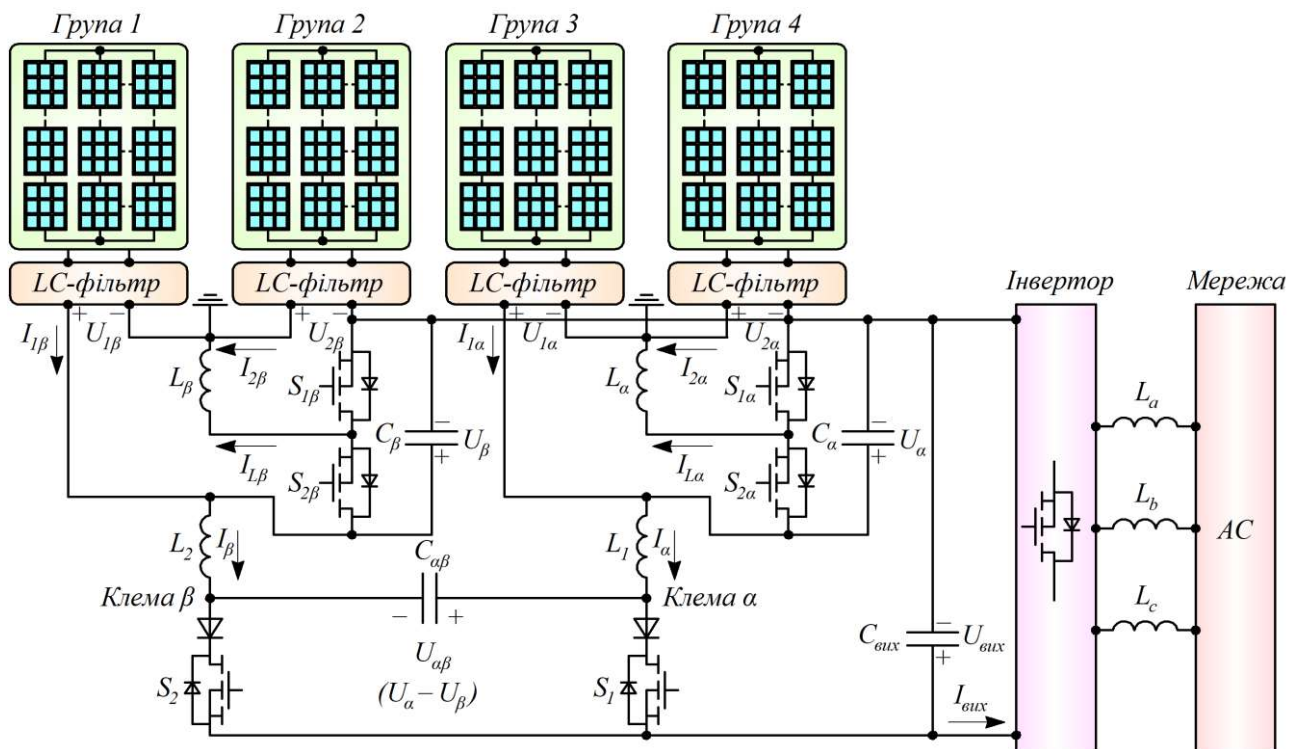 Група 1 Група 2 Група 3 Група 4
LC-фільтр LC-фільтр LC-фільтр LC-фільтр Інвертор Мережа
+ − + − + − + −
I1β U1β U2β I1α U1α U2α
Lβ I2β S1β Lα I2α S1α La
Cβ − Uβ + Cα − Uα +
ILβ S2β ILα S2α Lb
L2 Iβ Cαβ L1 Iα AC
Клема β − + Клема α Lc
Uαβ Cвих − Uвих +
S2 (Uα – Uβ) S1 Iвих